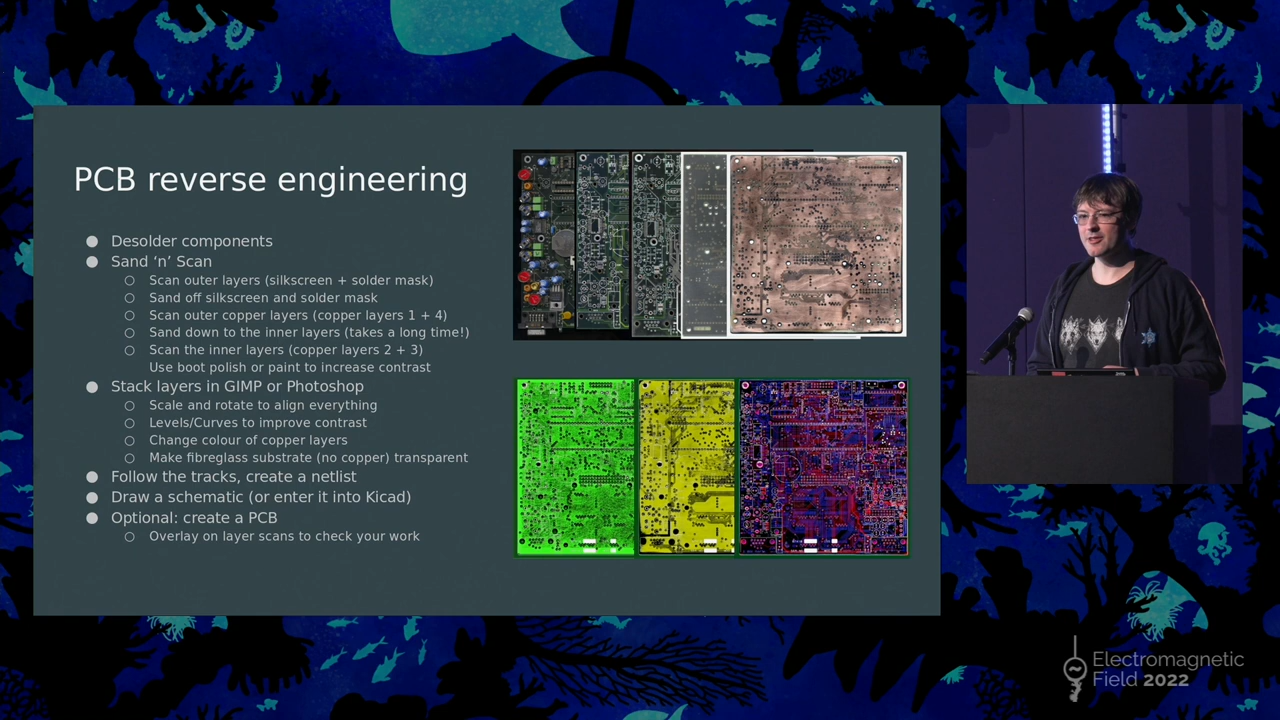 PCB reverse engineering
● Desolder components
● Sand ‘n’ Scan
○ Scan outer layers (silkscreen + solder mask)
○ Sand off silkscreen and solder mask
○ Scan outer copper layers (copper layers 1 + 4)
○ Sand down to the inner layers (takes a long time!)
○ Scan the inner layers (copper layers 2 + 3)
Use boot polish or paint to increase contrast
● Stack layers in GIMP or Photoshop
○ Scale and rotate to align everything
○ Levels/Curves to improve contrast
○ Change colour of copper layers
○ Make fibreglass substrate (no copper) transparent
● Follow the tracks, create a netlist
● Draw a schematic (or enter it into Kicad)
● Optional: create a PCB
○ Overlay on layer scans to check your work
Electromagnetic
Field 2022